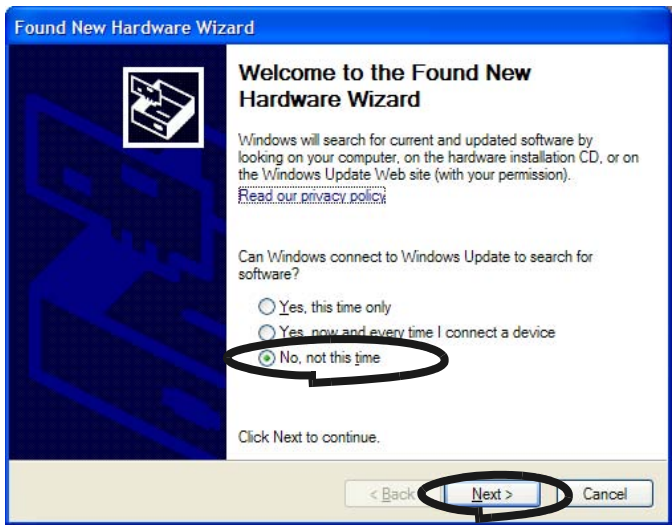 Found New Hardware Wizard
Welcome to the Found New
Hardware Wizard
Windows will search for current and updated software by
looking on your computer, on the hardware installation CD, or on
the Windows Update Web site (with your permission).
Read our privacy policy
Can Windows connect to Windows Update to search for
software?
Yes, this time only
Yes, now and every time I connect a device
No, not this time
Click Next to continue.
< Back
Next >
Cancel